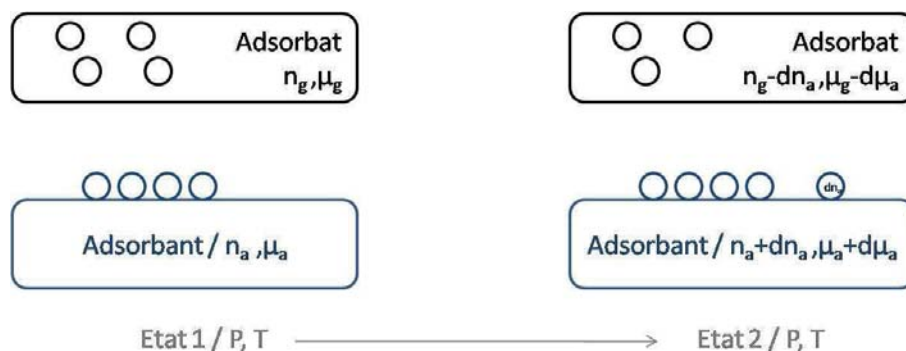 Adsorbat
n_g,μ_g
Adsorbat
n_g-dn_a,μ_g-dμ_a
dn
Adsorbant / n_a ,μ_a
Adsorbant / n_a+dn_a,μ_a+dμ_a
Etat 1 / P, T
Etat 2 / P, T